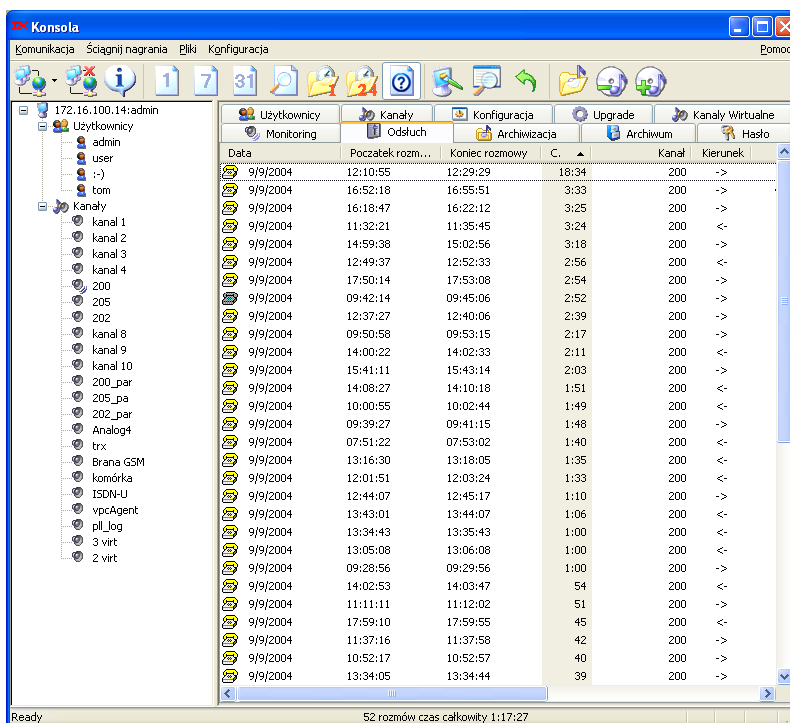 Konsola
Komunikacja Ściągnij nagrania Pliki Konfiguracja Pomoc
1 7 31 1 24
172.16.100.14:admin
Użytkownicy
admin
user
:-)
tom
Kanały
kanal 1
kanal 2
kanal 3
kanal 4
200
205
202
kanal 8
kanal 9
kanal 10
200_par
205_pa
202_par
Analog4
trx
Brana GSM
komórka
ISDN-U
vpcAgent
pll_log
3 virt
2 virt
Użytkownicy Kanały Konfiguracja Upgrade Kanaly Wirtualne
Monitoring Odsłuch Archiwizacja Archiwum Hasło
Data Poczatek rozm... Koniec rozmowy C. Kanał Kierunek
9/9/2004 12:10:55 12:29:29 18:34 200 ->
9/9/2004 16:52:18 16:55:51 3:33 200 ->
9/9/2004 16:18:47 16:22:12 3:25 200 ->
9/9/2004 11:32:21 11:35:45 3:24 200 <-
9/9/2004 14:59:38 15:02:56 3:18 200 ->
9/9/2004 12:49:37 12:52:33 2:56 200 <-
9/9/2004 17:50:14 17:53:08 2:54 200 ->
9/9/2004 09:42:14 09:45:06 2:52 200 ->
9/9/2004 12:37:27 12:40:06 2:39 200 ->
9/9/2004 09:50:58 09:53:15 2:17 200 ->
9/9/2004 14:00:22 14:02:33 2:11 200 <-
9/9/2004 15:41:11 15:43:14 2:03 200 ->
9/9/2004 14:08:27 14:10:18 1:51 200 <-
9/9/2004 10:00:55 10:02:44 1:49 200 ->
9/9/2004 09:39:27 09:41:15 1:48 200 ->
9/9/2004 07:51:22 07:53:02 1:40 200 <-
9/9/2004 13:16:30 13:18:05 1:35 200 <-
9/9/2004 12:01:51 12:03:24 1:33 200 <-
9/9/2004 12:44:07 12:45:17 1:10 200 ->
9/9/2004 13:43:01 13:44:07 1:06 200 <-
9/9/2004 13:34:43 13:35:43 1:00 200 <-
9/9/2004 13:05:08 13:06:08 1:00 200 <-
9/9/2004 09:28:56 09:29:56 1:00 200 <-
9/9/2004 14:02:53 14:03:47 54 200 <-
9/9/2004 11:11:11 11:12:02 51 200 ->
9/9/2004 17:59:10 17:59:55 45 200 <-
9/9/2004 11:37:16 11:37:58 42 200 ->
9/9/2004 10:52:17 10:52:57 40 200 ->
9/9/2004 13:34:05 13:34:44 39 200 ->
Ready 52 rozmów czas całkowity 1:17:27